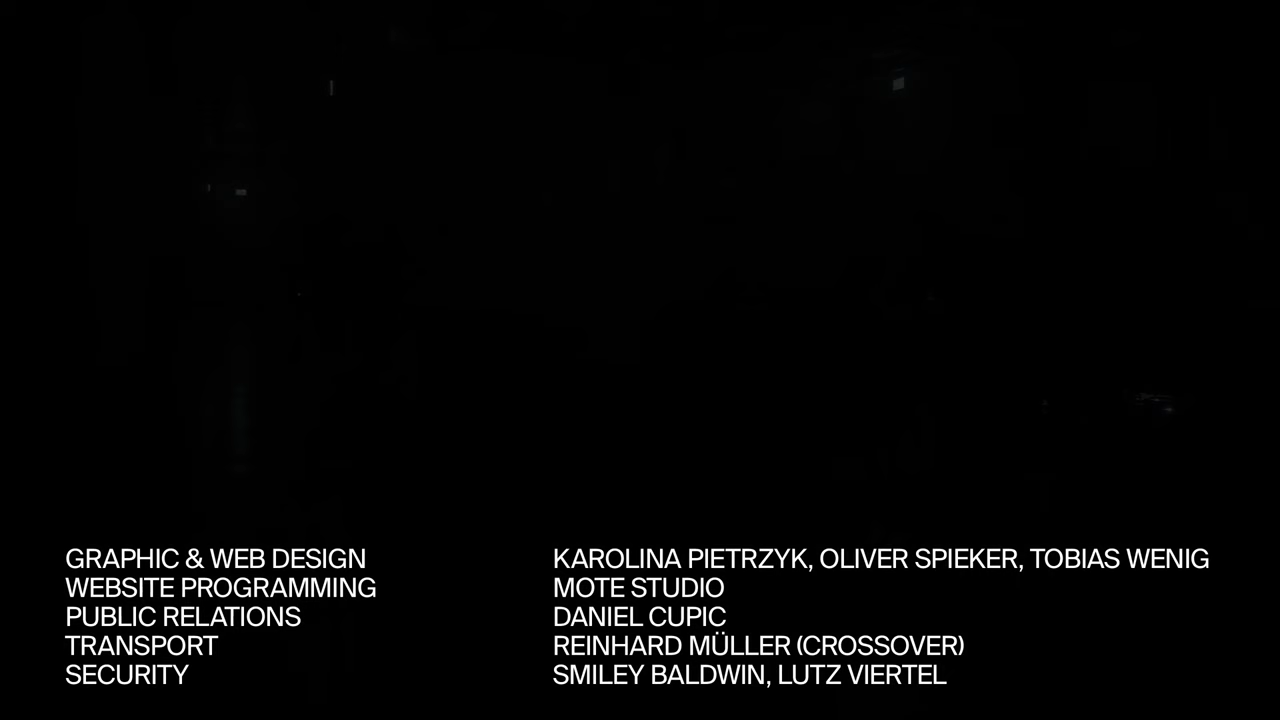 GRAPHIC & WEB DESIGN KAROLINA PIETRZYK, OLIVER SPIEKER, TOBIAS WENIG
WEBSITE PROGRAMMING MOTE STUDIO
PUBLIC RELATIONS DANIEL CUPIC
TRANSPORT REINHARD MÜLLER (CROSSOVER)
SECURITY SMILEY BALDWIN, LUTZ VIERTEL